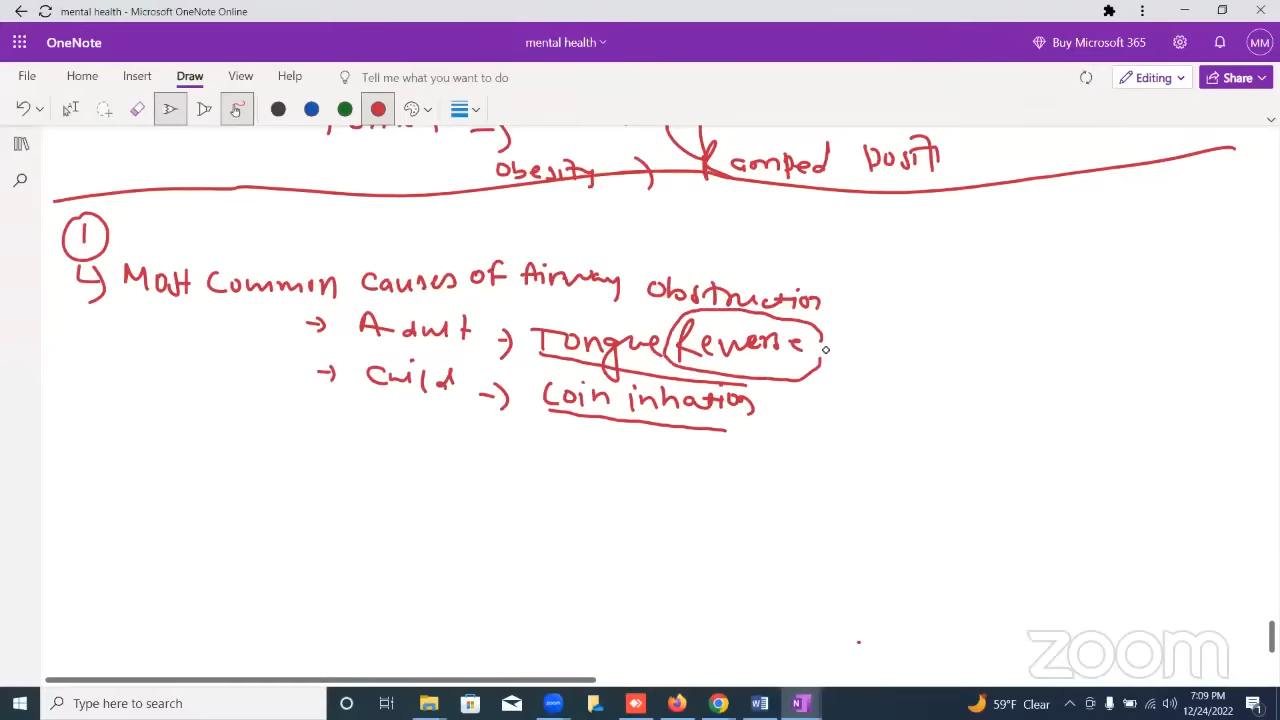 mental health - Microsoft OneNote Online
OneNote
mental health
Buy Microsoft 365
MM
File Home Insert Draw View Help Tell me what you want to do
Editing
Share
obesity → ramped Positi
1
↳ Most Common causes of Airway obstruction
→ Adult → Tongue Reverse
→ Child → Coin inhation
zoom
Type here to search
59°F Clear
7:09 PM
12/24/2022